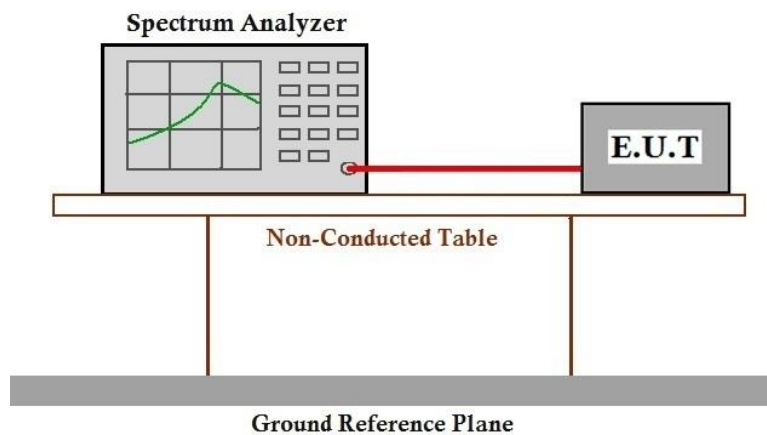 Spectrum Analyzer
E.U.T
Non-Conducted Table
Ground Reference Plane